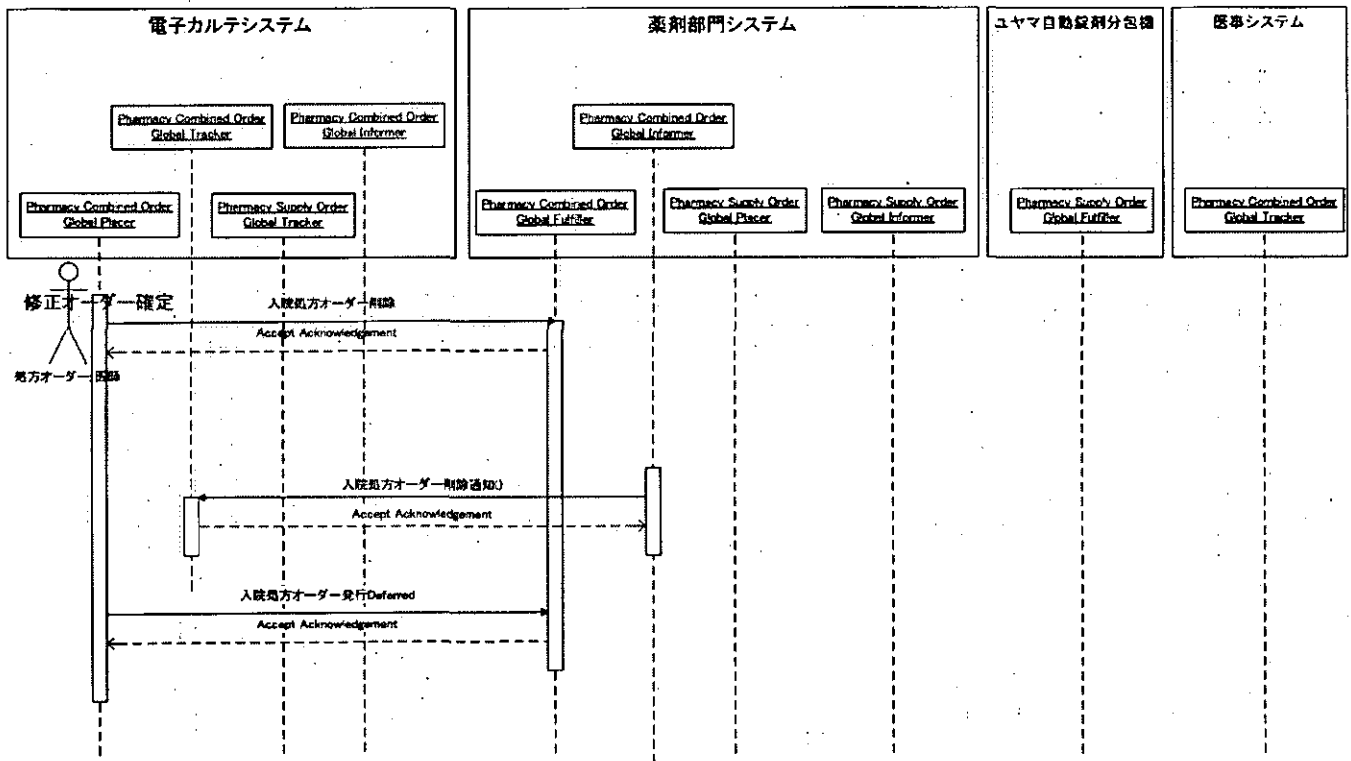 電子カルテシステム
薬剤部門システム
ユヤマ自動錠剤分包機
医事システム
Pharmacy Combined Order
Global Tracker
Pharmacy Combined Order
Global Informer
Pharmacy Combined Order
Global Informer
Pharmacy Combined Order
Global Placer
Pharmacy Supply Order
Global Tracker
Pharmacy Combined Order
Global Fulfiller
Pharmacy Supply Order
Global Placer
Pharmacy Supply Order
Global Informer
Pharmacy Supply Order
Global Fulfiller
Pharmacy Combined Order
Global Tracker
修正オーダー確定
入院処方オーダー削除
Accept Acknowledgement
処方オーダー
入院処方オーダー削除通知()
Accept Acknowledgement
入院処方オーダー発行Deferred
Accept Acknowledgement